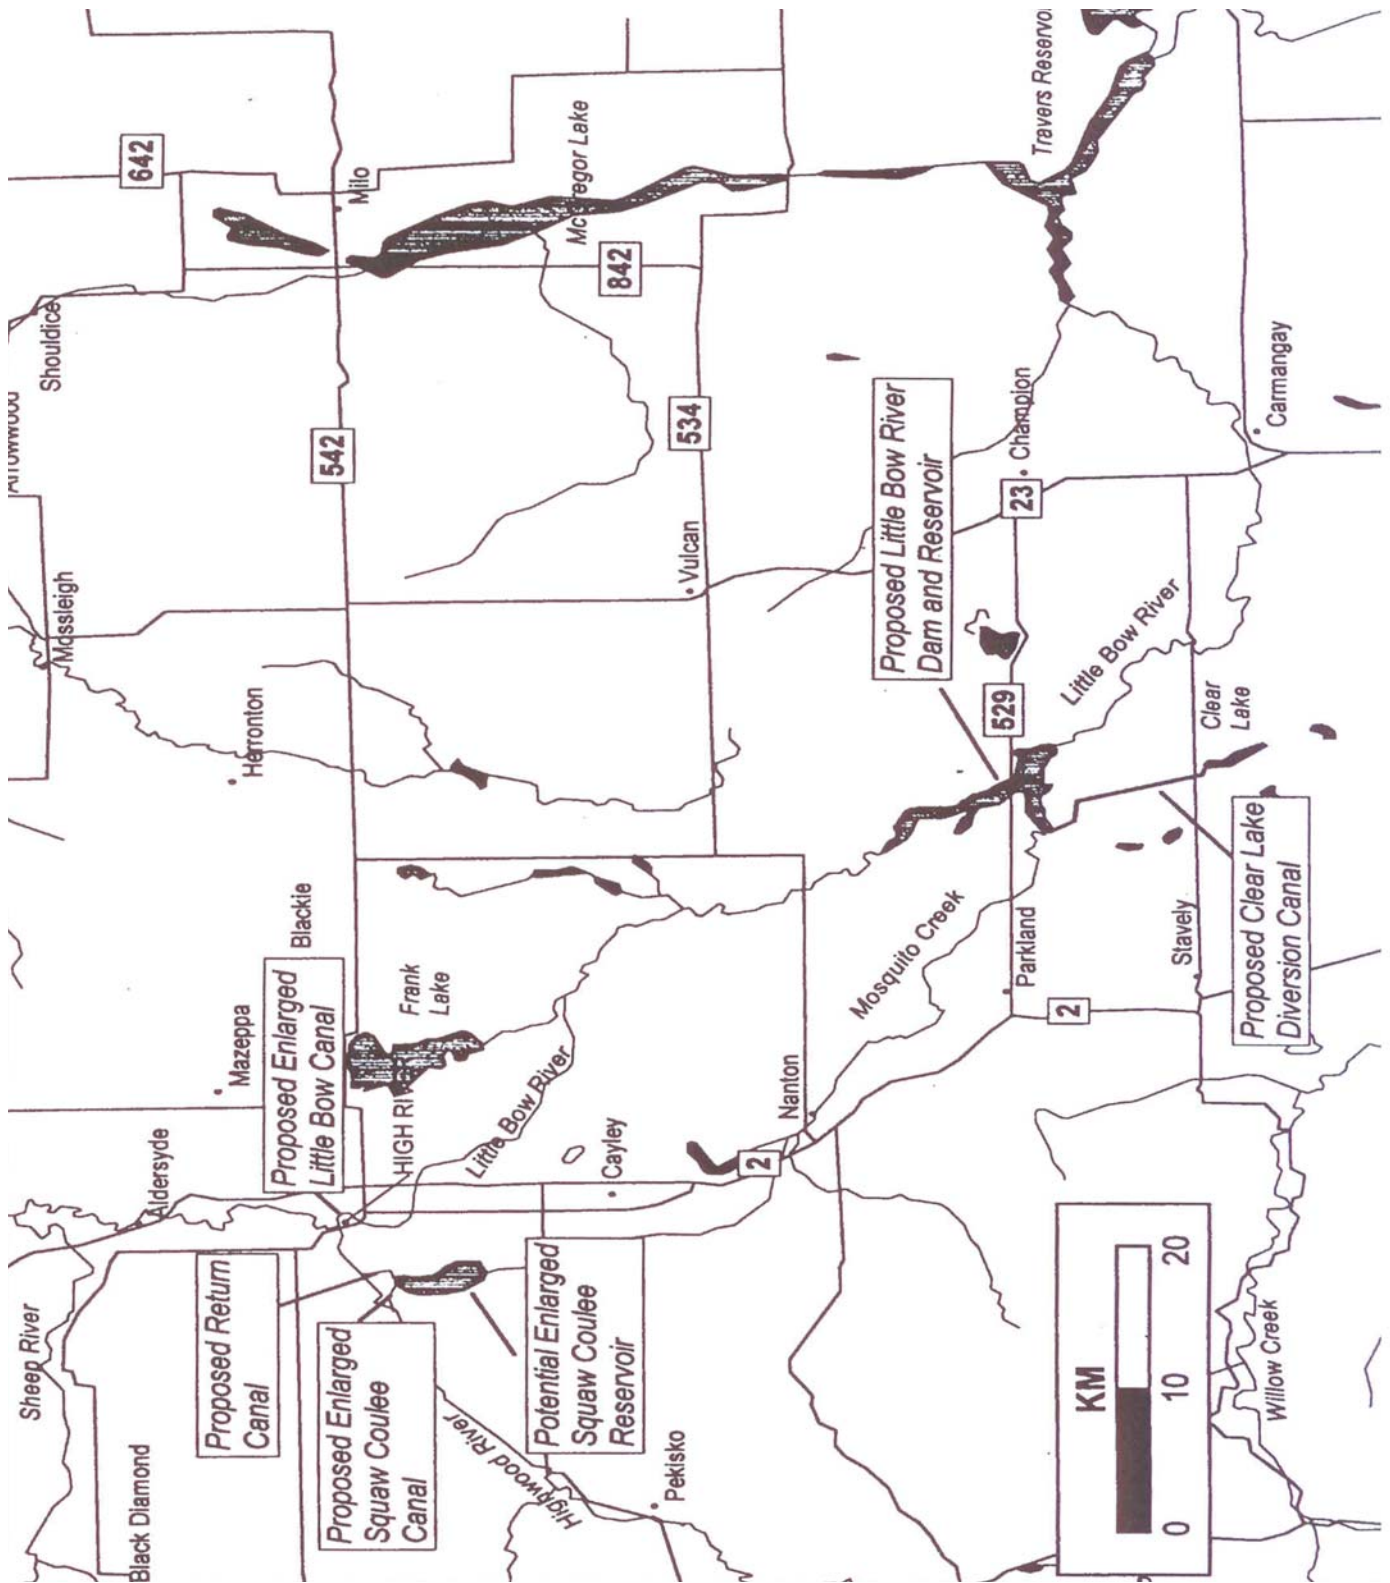 Sheep River
Black Diamond
Aldersyde
Mazeppa
Herronton
Mossleigh
Shouldice
642
Proposed Return
Canal
Proposed Enlarged
Squaw Coulee
Canal
Proposed Enlarged
Little Bow Canal
Blackie
542
Milo
HIGH
Frank
Lake
Highwood River
Potential Enlarged
Squaw Coulee
Reservoir
Little Bow River
Cayley
McGregor Lake
842
Pekisko
534
Vulcan
2
Nanton
Mosquito Creek
Proposed Little Bow River
Dam and Reservoir
Parkland
529
23
Champion
Travers
2
Little Bow River
Stavely
Clear
Lake
Proposed Clear Lake
Diversion Canal
Carmangay
KM
0
10
20
Willow Creek